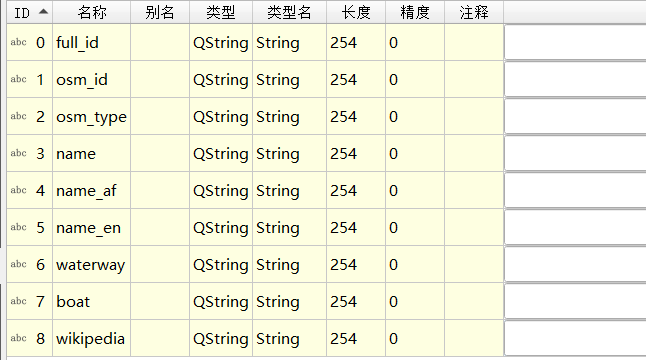 ID 名称 别名 类型 类型名 长度 精度 注释
abc 0 full_id QString String 254 0
abc 1 osm_id QString String 254 0
abc 2 osm_type QString String 254 0
abc 3 name QString String 254 0
abc 4 name_af QString String 254 0
abc 5 name_en QString String 254 0
abc 6 waterway QString String 254 0
abc 7 boat QString String 254 0
abc 8 wikipedia QString String 254 0